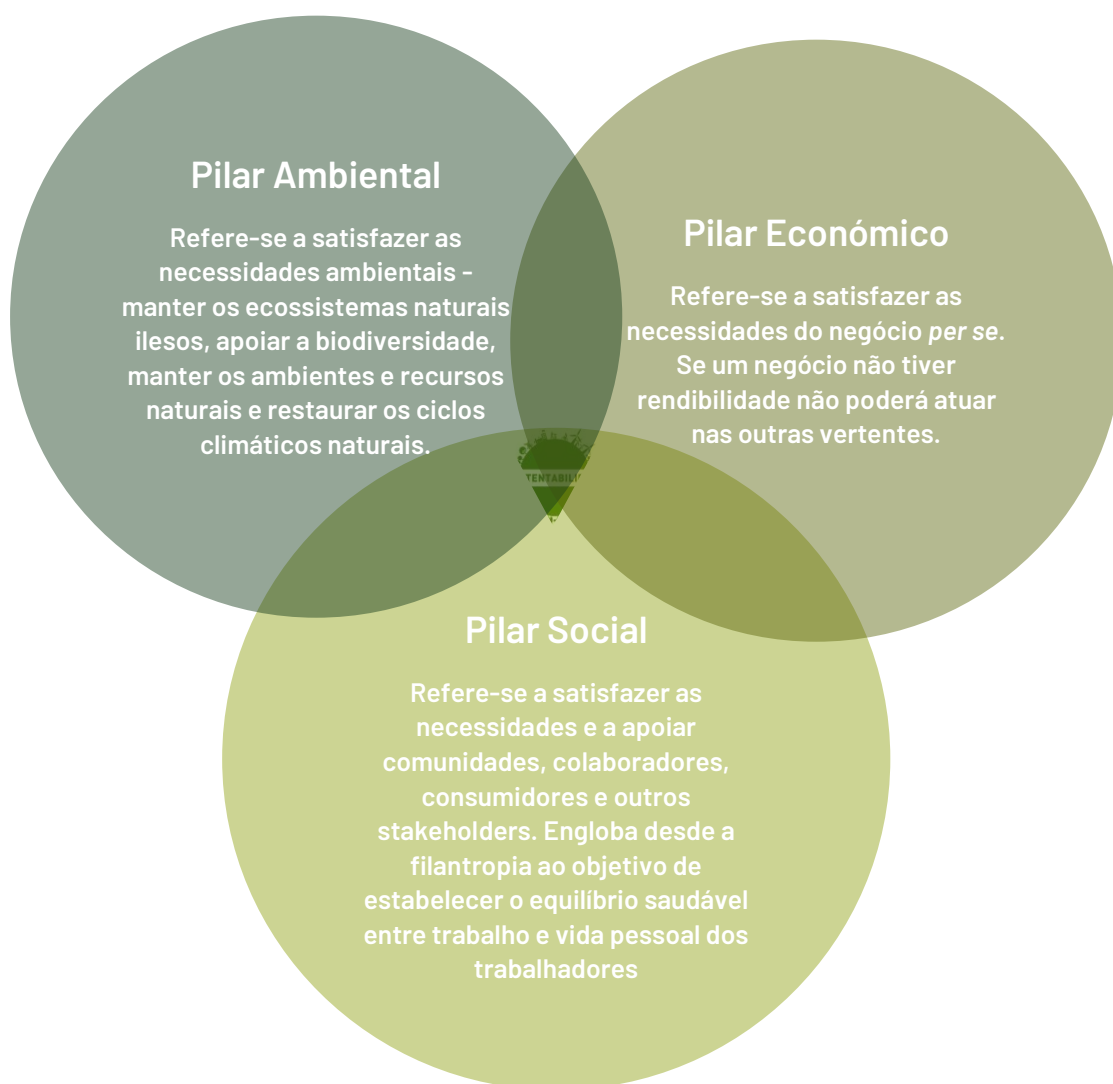 Pilar Ambiental
Refere-se a satisfazer as
necessidades ambientais -
manter os ecossistemas naturais
ilesos, apoiar a biodiversidade,
manter os ambientes e recursos
naturais e restaurar os ciclos
climáticos naturais.
Pilar Económico
Refere-se a satisfazer as
necessidades do negócio per se.
Se um negócio não tiver
rendibilidade não poderá atuar
nas outras vertentes.
TENTABILI
Pilar Social
Refere-se a satisfazer as
necessidades e a apoiar
comunidades, colaboradores,
consumidores e outros
stakeholders. Engloba desde a
filantropia ao objetivo de
estabelecer o equilíbrio saudável
entre trabalho e vida pessoal dos
trabalhadores